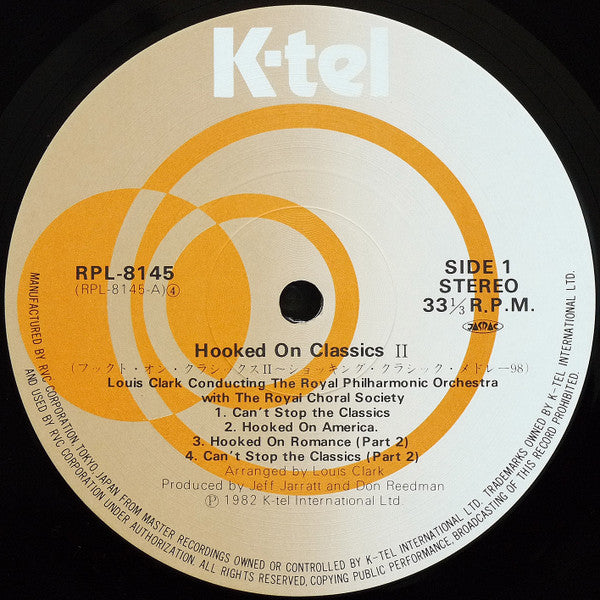 K-tel
RPL-8145
(RPL-8145-A)④
SIDE 1
STEREO
33 1/3 R.P.M.
JASRAC
Hooked On Classics II
(フックト・オン・クラシックスII〜ショッキング・クラシック・メドレー98)
Louis Clark Conducting The Royal Philharmonic Orchestra
with The Royal Choral Society
1. Can't Stop the Classics
2. Hooked On America.
3. Hooked On Romance (Part 2)
4. Can't Stop the Classics (Part 2)
Arranged by Louis Clark
Produced by Jeff Jarratt and Don Reedman
℗ 1982 K-tel International Ltd.
MANUFACTURED BY RVC CORPORATION, TOKYO, JAPAN FROM MASTER RECORDINGS OWNED OR CONTROLLED BY K-TEL INTERNATIONAL LTD. TRADEMARKS OWNED BY K-TEL INTERNATIONAL LTD.
AND USED BY RVC CORPORATION UNDER AUTHORIZATION. ALL RIGHTS RESERVED, COPYING PUBLIC PERFORMANCE, BROADCASTING OF THIS RECORD PROHIBITED.